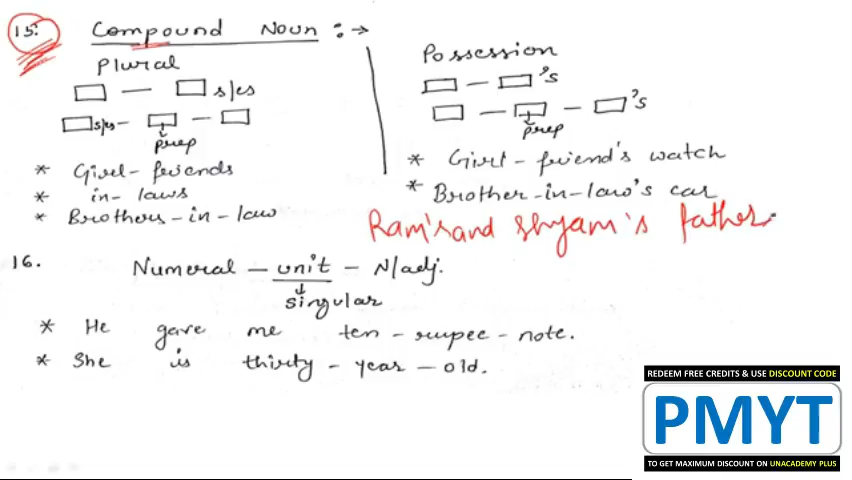 15. Compound Noun :→
Plural
▭ — ▭ s/es
▭s/es — ▭ — ▭
prep
* Girl-friends
* in-laws
* Brothers-in-law
Possession
▭ — ▭'s
▭ — ▭ — ▭'s
prep
* Girl-friend's watch
* Brother-in-law's car
Ram's and Shyam's father
16. Numeral — unit — N/adj.
singular
* He gave me ten-rupee-note.
* She is thirty-year-old.
REDEEM FREE CREDITS & USE DISCOUNT CODE
PMYT
TO GET MAXIMUM DISCOUNT ON UNACADEMY PLUS